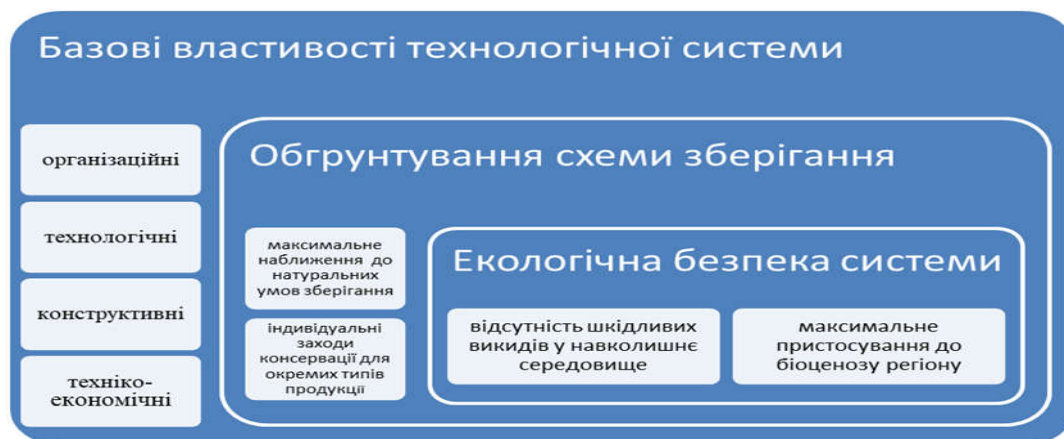 Базові властивості технологічної системи
організаційні
технологічні
конструктивні
техніко-
економічні
Обгрунтування схеми зберігання
максимальне
наближення до
натуральних
умов зберігання
індивідуальні
заходи
консервації для
окремих типів
продукції
Екологічна безпека системи
відсутність шкідливих
викидів у навколишнє
середовище
максимальне
пристосування до
біоценозу регіону